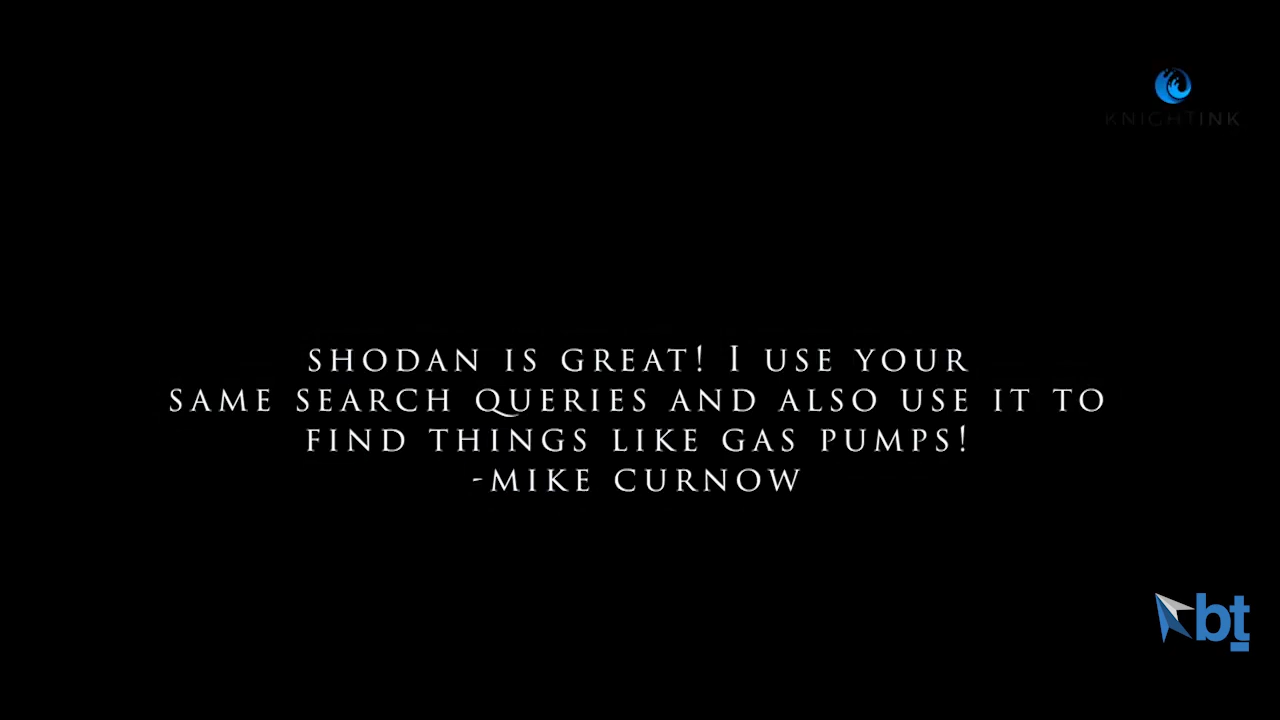 KNIGHTINK
SHODAN IS GREAT! I USE YOUR
SAME SEARCH QUERIES AND ALSO USE IT TO
FIND THINGS LIKE GAS PUMPS!
-MIKE CURNOW
bt